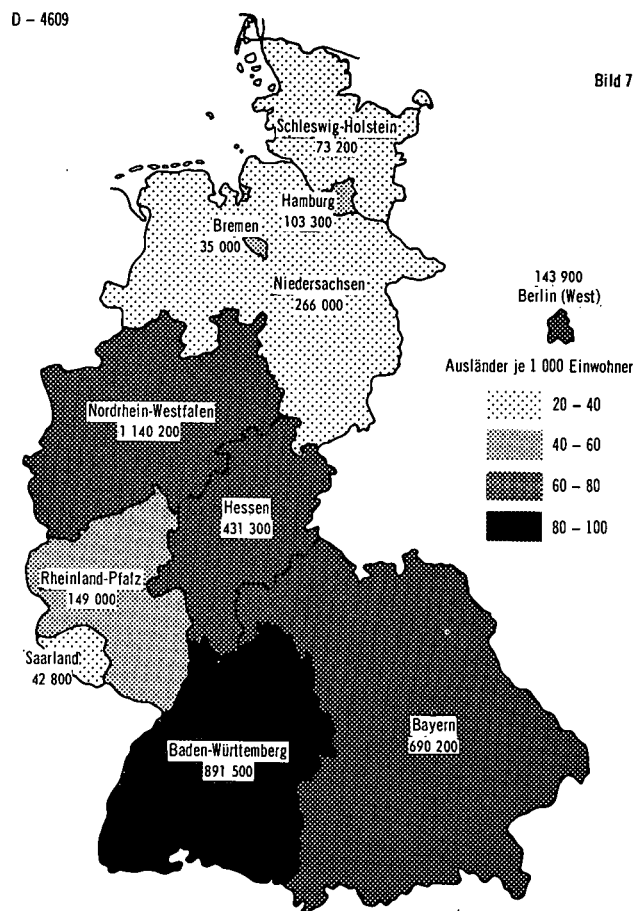 D – 4609
Bild 7
Schleswig-Holstein
73 200
Hamburg
103 300
Bremen
35 000
Niedersachsen
266 000
143 900
Berlin (West)
Ausländer je 1 000 Einwohner
20 – 40
40 – 60
60 – 80
80 – 100
Nordrhein-Westfalen
1 140 200
Hessen
431 300
Rheinland-Pfalz
149 000
Saarland
42 800
Bayern
690 200
Baden-Württemberg
891 500